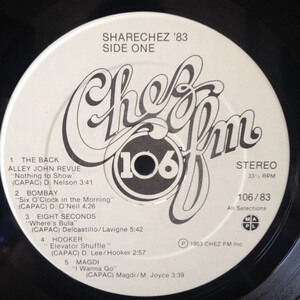 SHARECHEZ '83
SIDE ONE
Chez fm
106
1 THE BACK
ALLEY JOHN REVUE
"Nothing to Show"
(CAPAC) D. Nelson 3:41
2 BOMBAY
"Six O'Clock in the Morning"
(CAPAC) D. O'Neil 4:26
3 EIGHT SECONDS
"Where's Bula"
(CAPAC) Delcastillo/Lavigne 5:42
4 HOOKER
"Elevator Shuffle"
(CAPAC) D. Lee/Hooker 2:57
5 MAGDI
"I Wanna Go"
(CAPAC) Magdi/M. Joyce 3:39
STEREO
33⅓ RPM
106/83
All Selections
℗ 1983 CHEZ FM Inc.